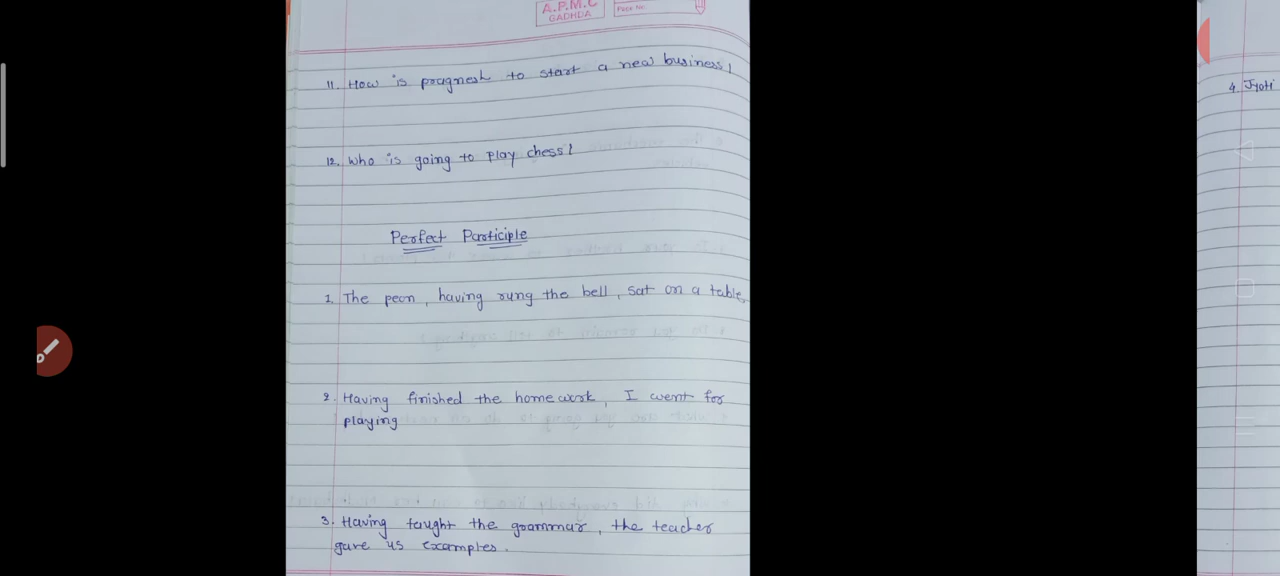 A.P.M.C
GADHDA
Page No.
11. How is pragnesh to start a new business!
12. Who is going to play chess!
Perfect Participle
1. The peon, having rung the bell, sat on a table.
2. Having finished the homework, I went for
playing
3. Having taught the grammar, the teacher
gave us examples.
4. Jyoti